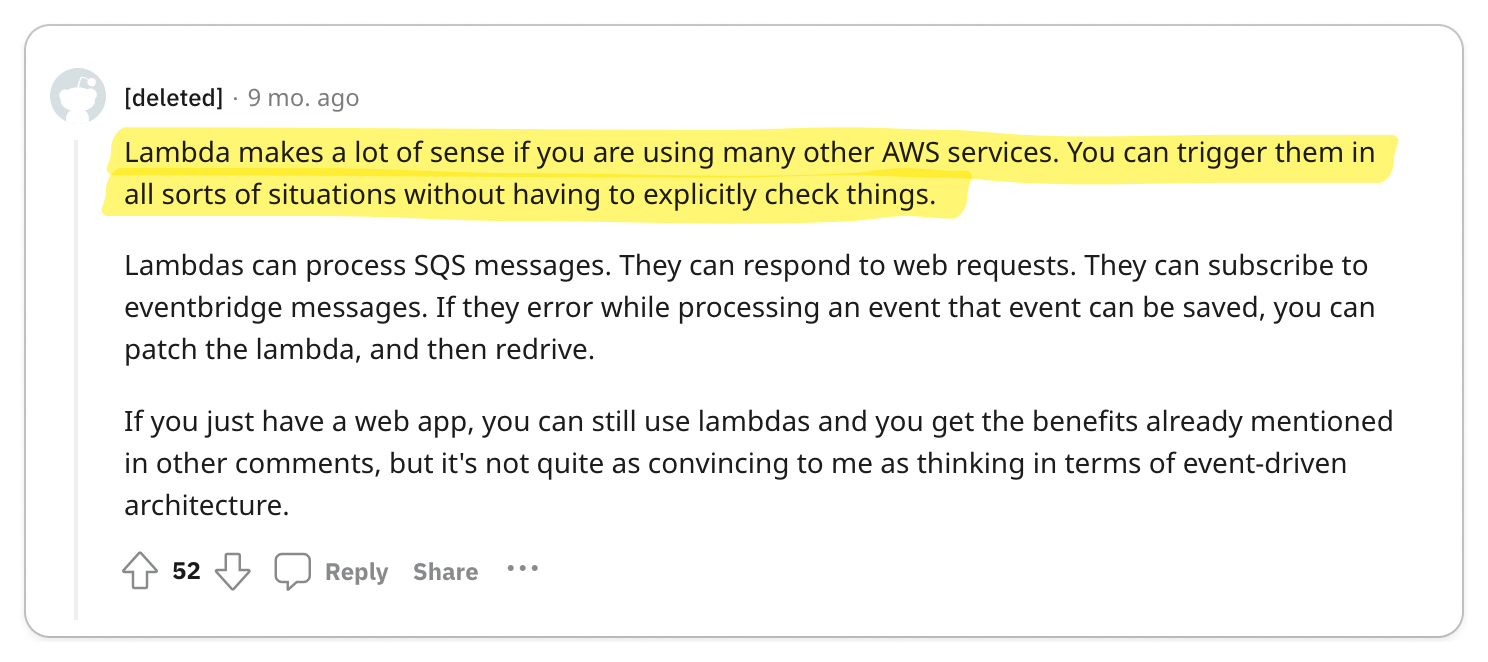 [deleted] · 9 mo. ago
Lambda makes a lot of sense if you are using many other AWS services. You can trigger them in
all sorts of situations without having to explicitly check things.
Lambdas can process SQS messages. They can respond to web requests. They can subscribe to
eventbridge messages. If they error while processing an event that event can be saved, you can
patch the lambda, and then redrive.
If you just have a web app, you can still use lambdas and you get the benefits already mentioned
in other comments, but it's not quite as convincing to me as thinking in terms of event-driven
architecture.
52 Reply Share ···